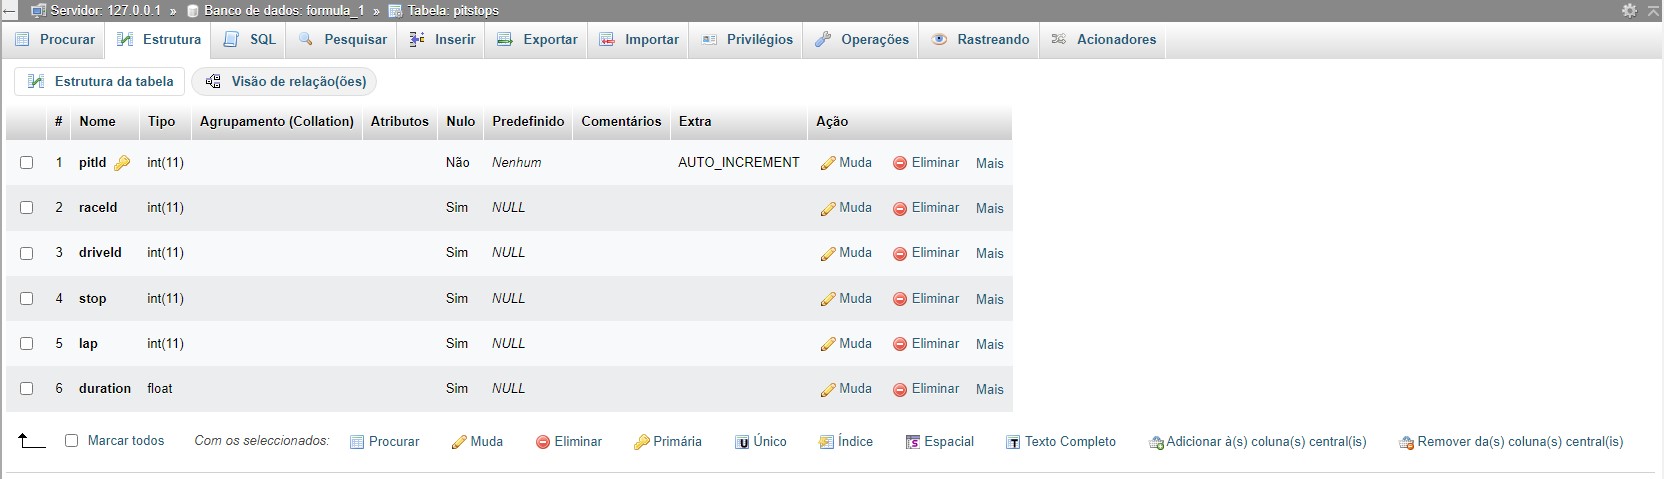 Servidor: 127.0.0.1 » Banco de dados: formula_1 » Tabela: pitstops
Procurar Estrutura SQL Pesquisar Inserir Exportar Importar Privilégios Operações Rastreando Acionadores
Estrutura da tabela Visão de relação(ões)
# Nome Tipo Agrupamento (Collation) Atributos Nulo Predefinido Comentários Extra Ação
1 pitId int(11) Não Nenhum AUTO_INCREMENT Muda Eliminar Mais
2 raceId int(11) Sim NULL Muda Eliminar Mais
3 driveId int(11) Sim NULL Muda Eliminar Mais
4 stop int(11) Sim NULL Muda Eliminar Mais
5 lap int(11) Sim NULL Muda Eliminar Mais
6 duration float Sim NULL Muda Eliminar Mais
Marcar todos Com os seleccionados: Procurar Muda Eliminar Primária Único Índice Espacial Texto Completo Adicionar à(s) coluna(s) central(is) Remover da(s) coluna(s) central(is)